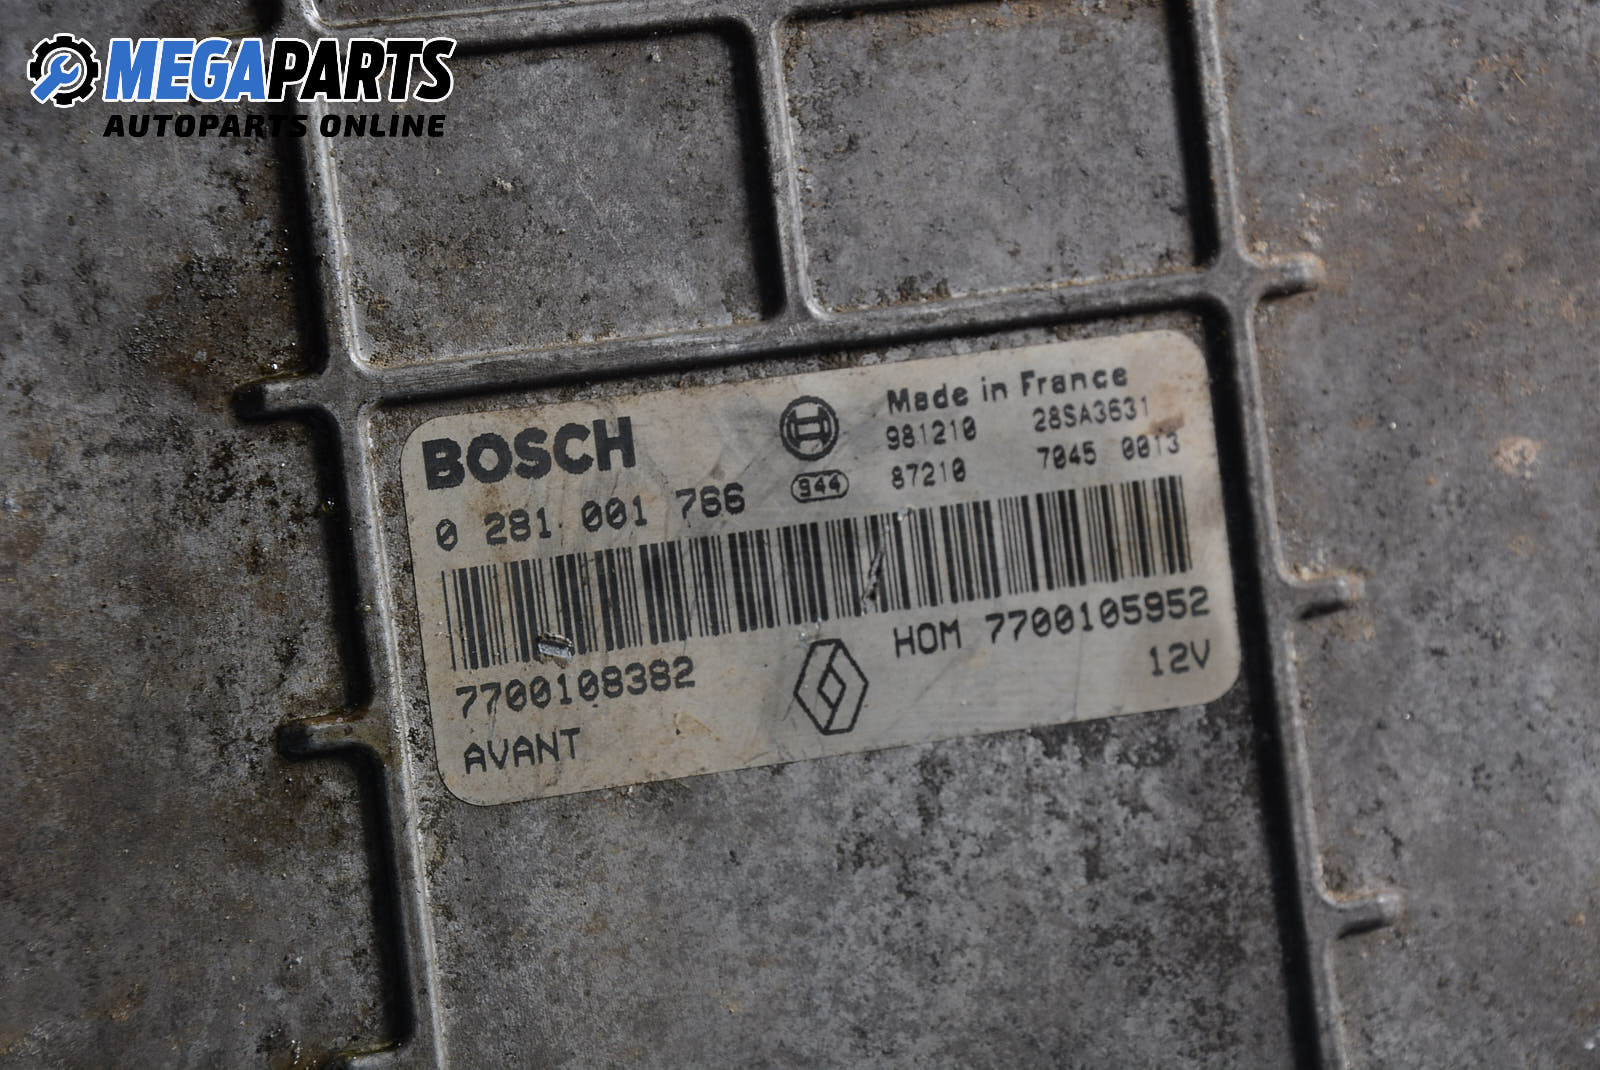 MEGAPARTS
AUTOPARTS ONLINE
BOSCH
Made in France
981210 28SA3631
944 87210 7045 0013
0 281 001 766
HOM 7700105952
7700108382
12V
AVANT